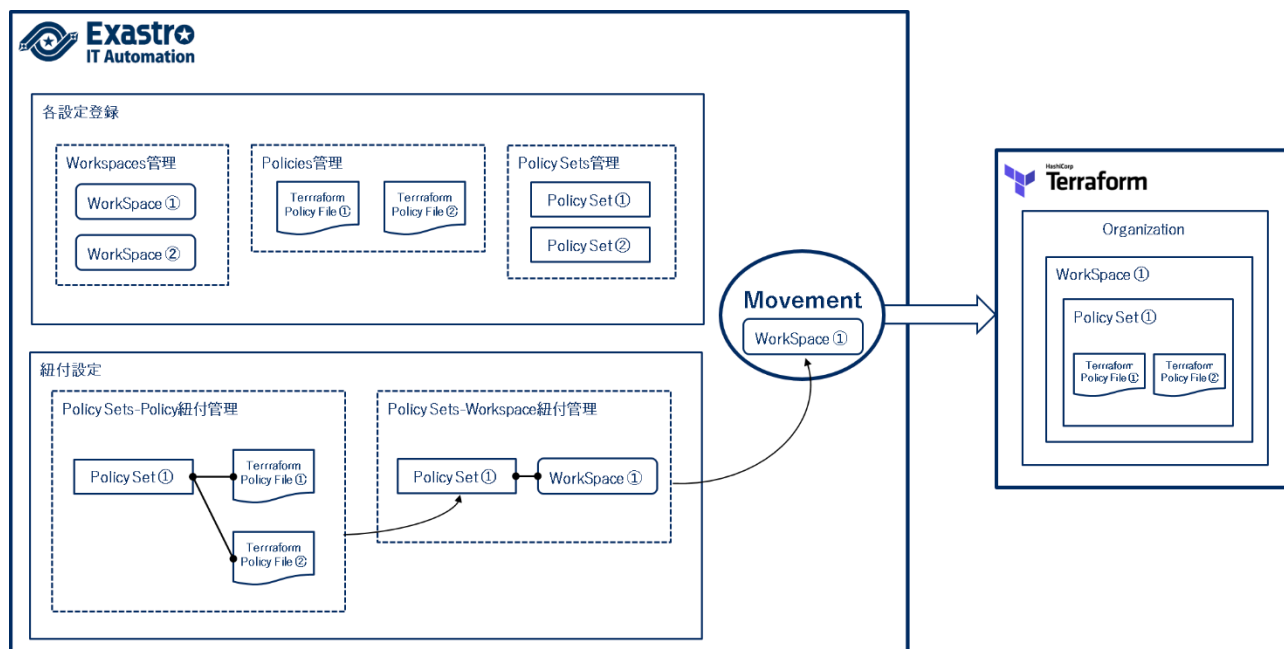 Exastro
IT Automation
各設定登録
Workspaces管理
WorkSpace①
WorkSpace②
Policies管理
Terrraform
Policy File①
Terrraform
Policy File②
Policy Sets管理
Policy Set①
Policy Set②
Movement
WorkSpace①
紐付設定
Policy Sets-Policy紐付管理
Policy Set①
Terrraform
Policy File①
Terrraform
Policy File②
Policy Sets-Workspace紐付管理
Policy Set①
WorkSpace①
HashiCorp
Terraform
Organization
WorkSpace①
Policy Set①
Terrraform
Policy File①
Terrraform
Policy File②